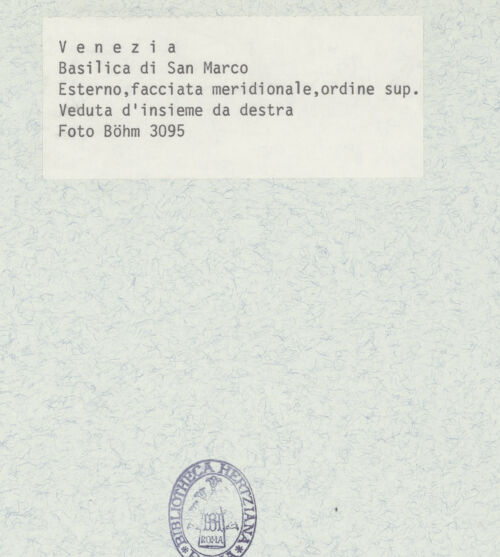 Venezia
Basilica di San Marco
Esterno,facciata meridionale,ordine sup.
Veduta d'insieme da destra
Foto Böhm 3095
BIBLIOTHECA HERTZIANA
ROMA